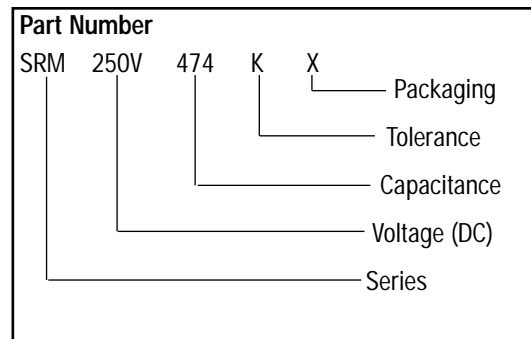 Part Number
SRM 250V 474 K X
Packaging
Tolerance
Capacitance
Voltage (DC)
Series